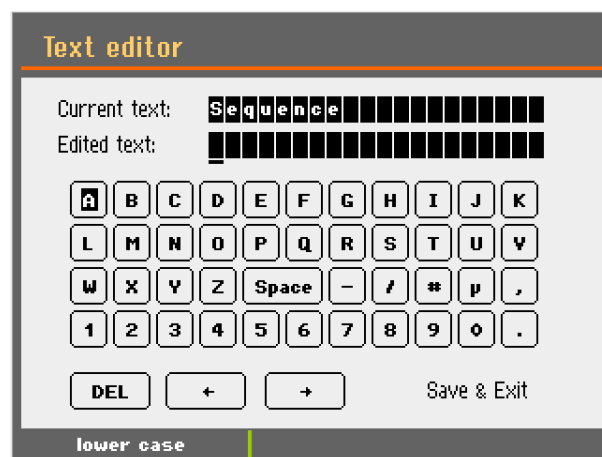 Text editor
Current text: Sequence
Edited text:
A B C D E F G H I J K
L M N O P Q R S T U V
W X Y Z Space - / # µ ,
1 2 3 4 5 6 7 8 9 0 .
DEL ← → Save & Exit
lower case